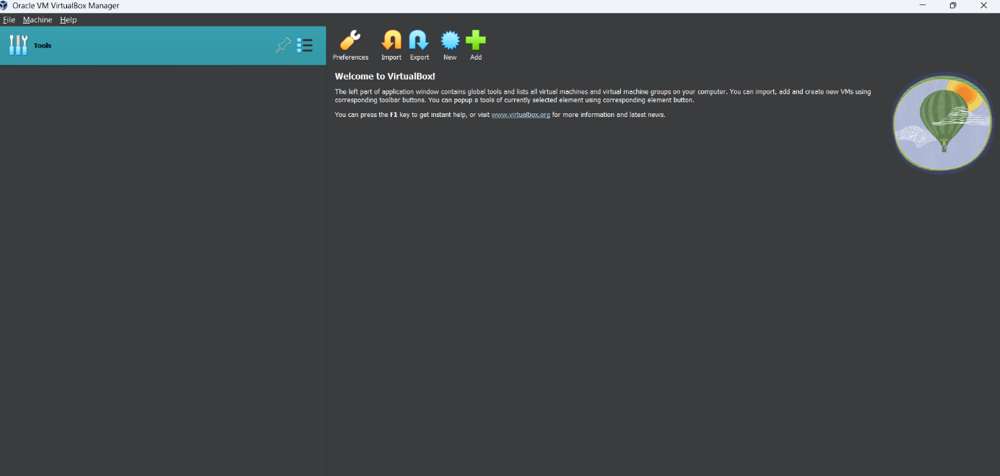 Oracle VM VirtualBox Manager
File Machine Help
Tools
Preferences Import Export New Add
Welcome to VirtualBox!
The left part of application window contains global tools and lists all virtual machines and virtual machine groups on your computer. You can import, add and create new VMs using
corresponding toolbar buttons. You can popup a tools of currently selected element using corresponding element button.
You can press the F1 key to get instant help, or visit www.virtualbox.org for more information and latest news.